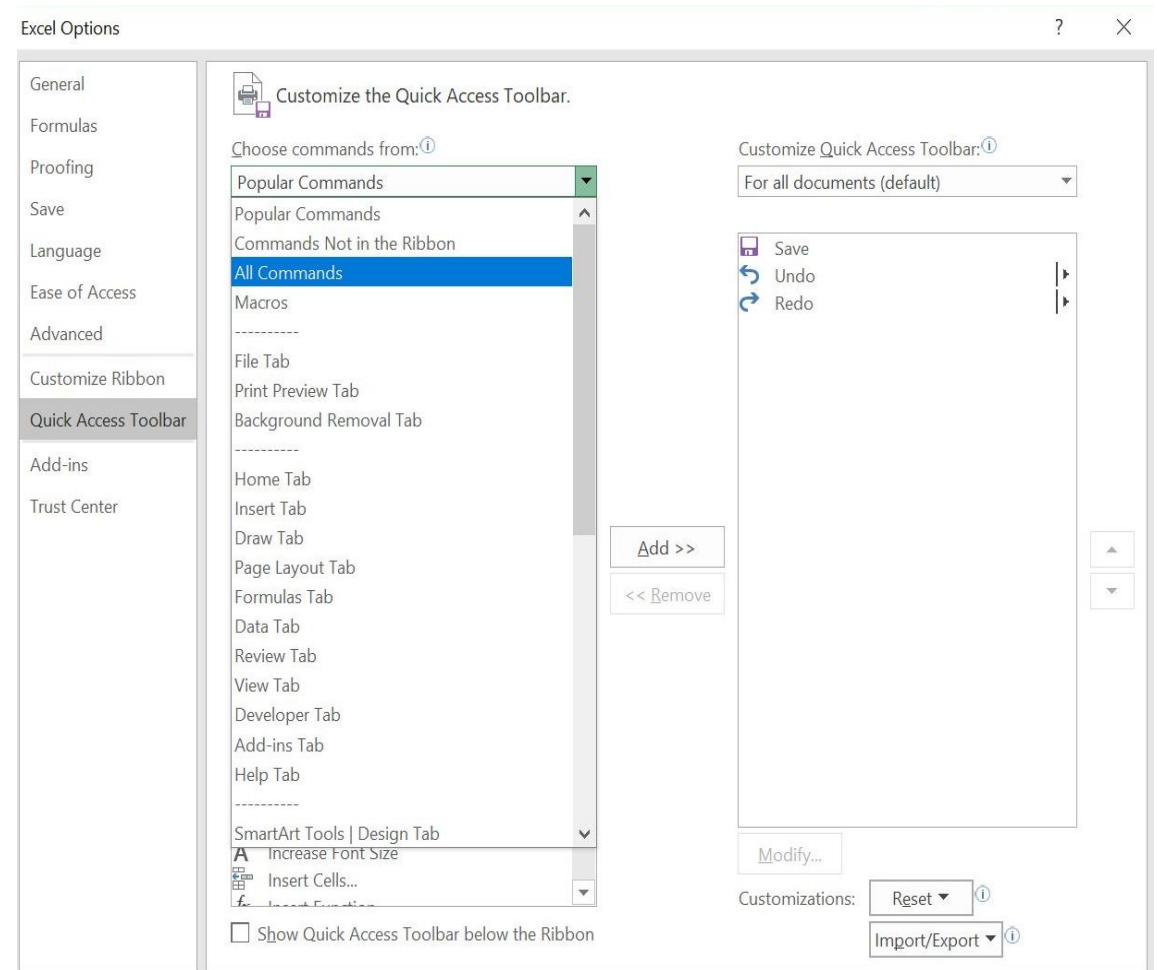 Excel Options
?
General
Formulas
Proofing
Save
Language
Ease of Access
Advanced
Customize Ribbon
Quick Access Toolbar
Add-ins
Trust Center
Customize the Quick Access Toolbar.
Choose commands from:
Popular Commands
Popular Commands
Commands Not in the Ribbon
All Commands
Macros
----------
File Tab
Print Preview Tab
Background Removal Tab
----------
Home Tab
Insert Tab
Draw Tab
Page Layout Tab
Formulas Tab
Data Tab
Review Tab
View Tab
Developer Tab
Add-ins Tab
Help Tab
----------
SmartArt Tools | Design Tab
Increase Font Size
Insert Cells...
Insert Function
Show Quick Access Toolbar below the Ribbon
Add >>
<< Remove
Customize Quick Access Toolbar:
For all documents (default)
Save
Undo
Redo
Modify...
Customizations:
Reset
Import/Export